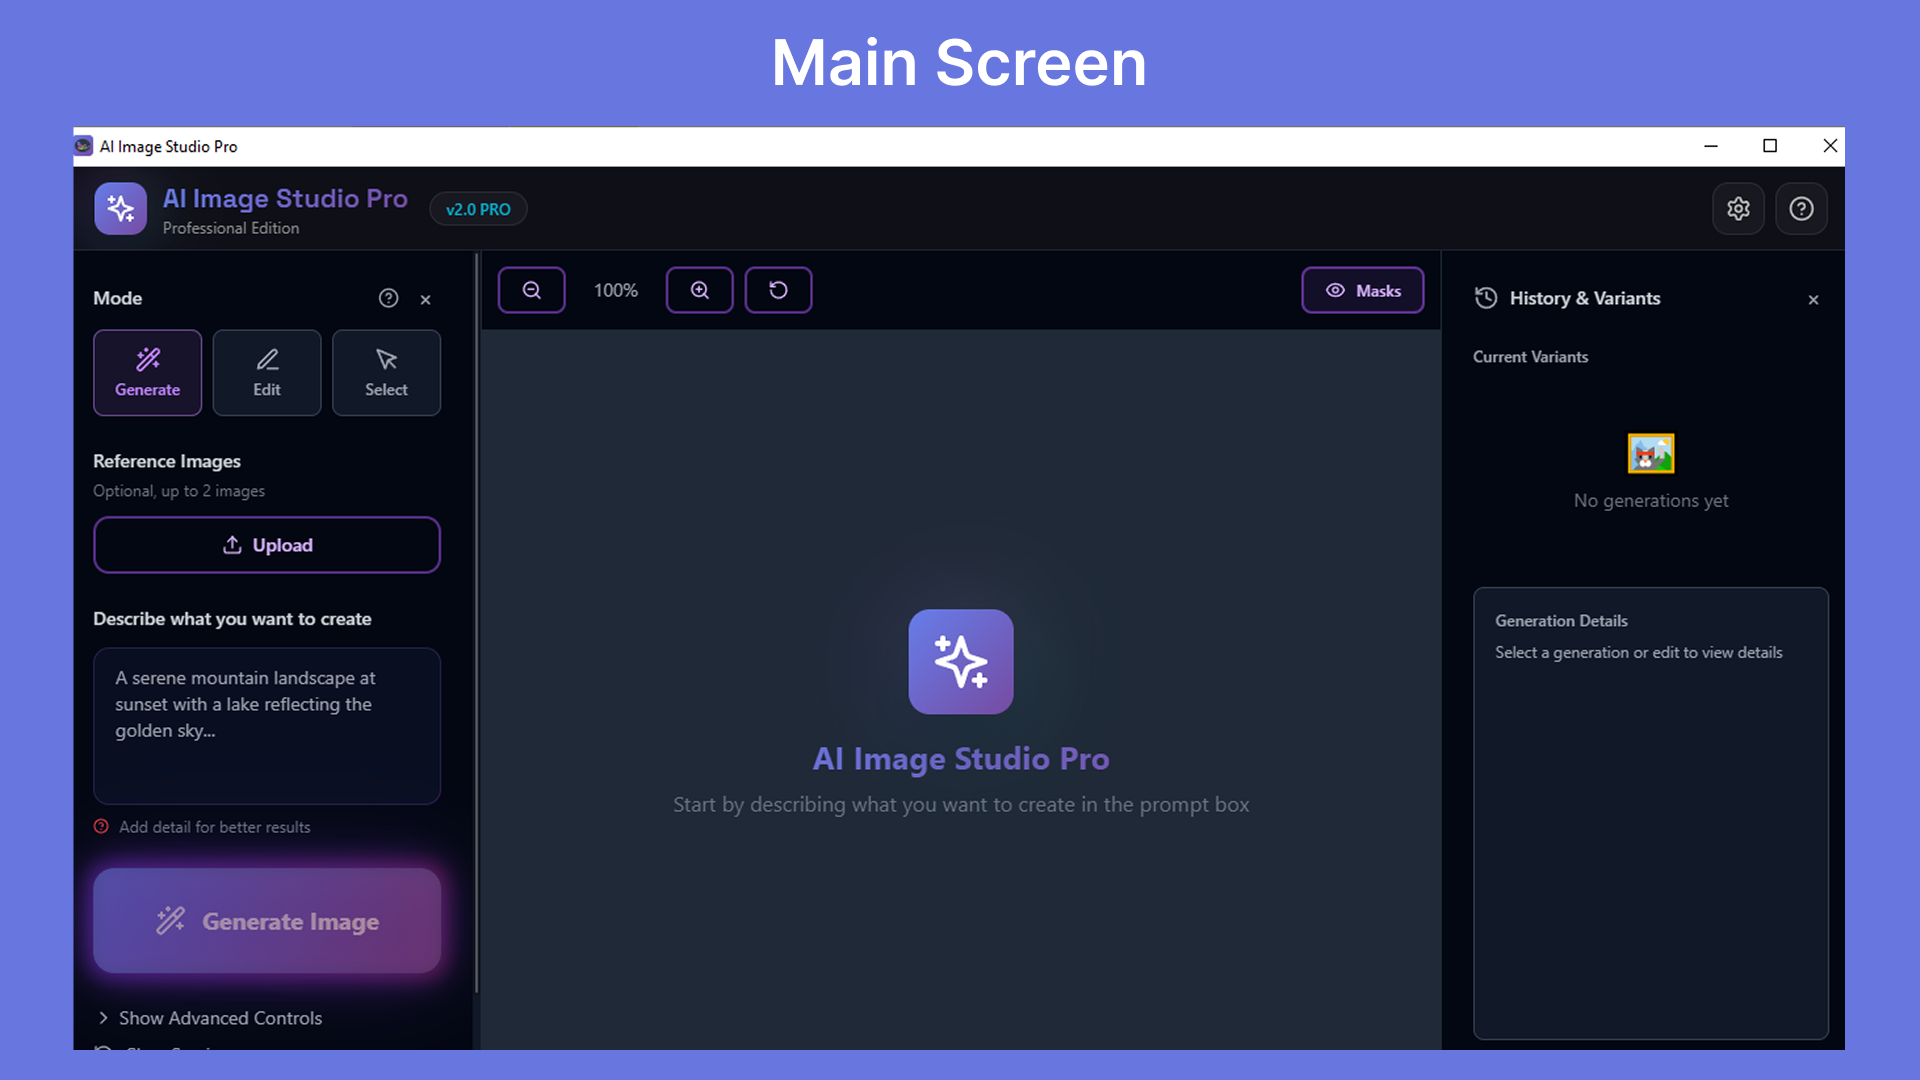 Main Screen
AI Image Studio Pro
AI Image Studio Pro
Professional Edition
v2.0 PRO
Mode
Generate
Edit
Select
Reference Images
Optional, up to 2 images
Upload
Describe what you want to create
A serene mountain landscape at
sunset with a lake reflecting the
golden sky...
Add detail for better results
Generate Image
Show Advanced Controls
100%
Masks
AI Image Studio Pro
Start by describing what you want to create in the prompt box
History & Variants
Current Variants
No generations yet
Generation Details
Select a generation or edit to view details